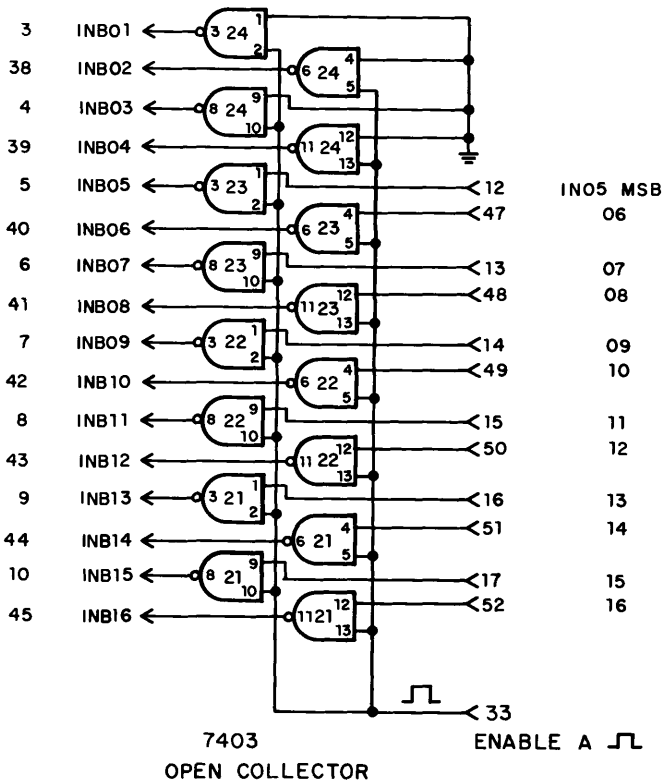 3 INB01 3 24 1 2
38 INB02 6 24 4 5
4 INB03 8 24 9 10
39 INB04 11 24 12 13
5 INB05 3 23 1 2 12 IN05 MSB
40 INB06 6 23 4 5 47 06
6 INB07 8 23 9 10 13 07
41 INB08 11 23 12 13 48 08
7 INB09 3 22 1 2 14 09
42 INB10 6 22 4 5 49 10
8 INB11 8 22 9 10 15 11
43 INB12 11 22 12 13 50 12
9 INB13 3 21 1 2 16 13
44 INB14 6 21 4 5 51 14
10 INB15 8 21 9 10 17 15
45 INB16 11 21 12 13 52 16
33
7403 ENABLE A
OPEN COLLECTOR